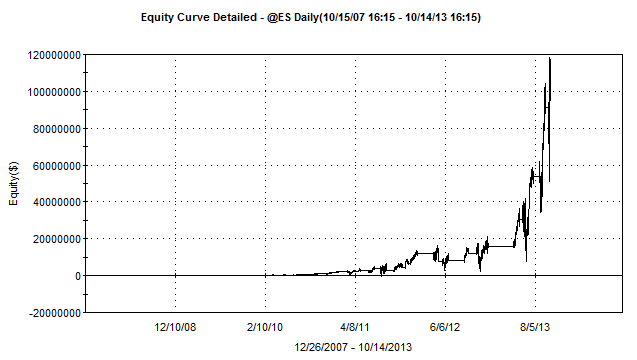 Equity Curve Detailed - @ES Daily(10/15/07 16:15 - 10/14/13 16:15)
120000000
100000000
80000000
60000000
40000000
20000000
0
-20000000
Equity($)
12/10/08 2/10/10 4/8/11 6/6/12 8/5/13
12/26/2007 - 10/14/2013